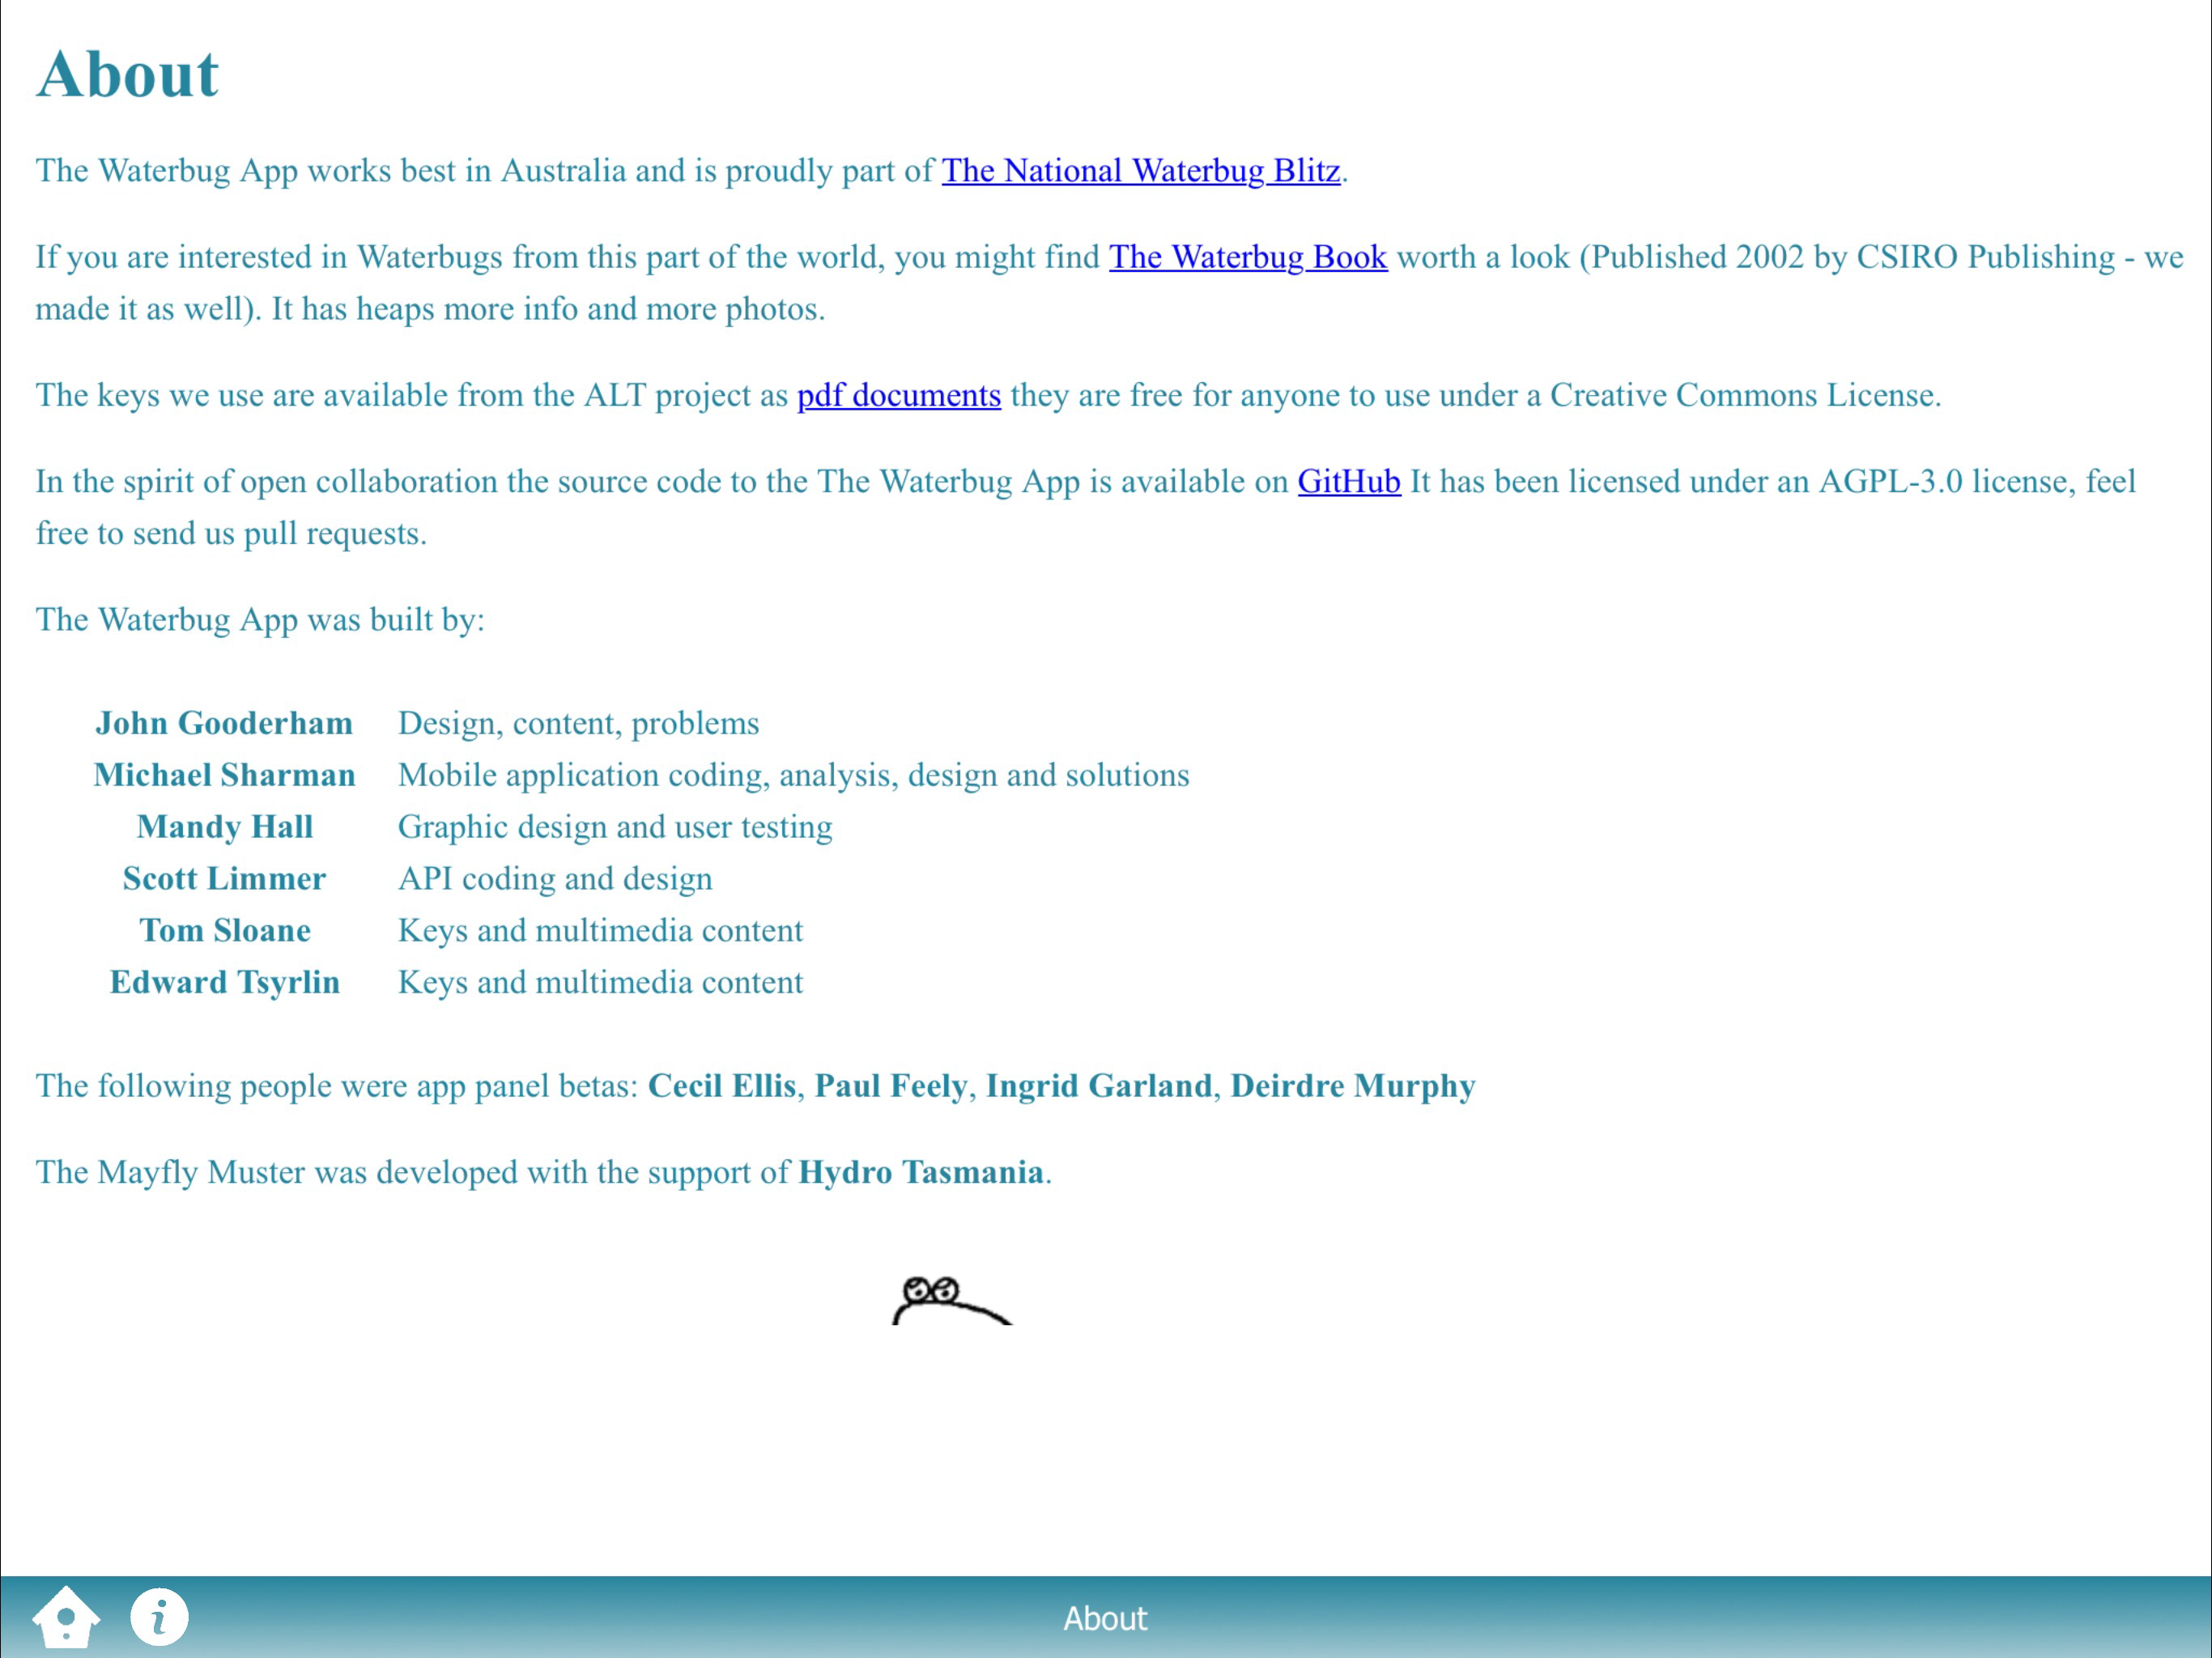 About
The Waterbug App works best in Australia and is proudly part of The National Waterbug Blitz.
If you are interested in Waterbugs from this part of the world, you might find The Waterbug Book worth a look (Published 2002 by CSIRO Publishing - we
made it as well). It has heaps more info and more photos.
The keys we use are available from the ALT project as pdf documents they are free for anyone to use under a Creative Commons License.
In the spirit of open collaboration the source code to the The Waterbug App is available on GitHub It has been licensed under an AGPL-3.0 license, feel
free to send us pull requests.
The Waterbug App was built by:
John Gooderham Design, content, problems
Michael Sharman Mobile application coding, analysis, design and solutions
Mandy Hall Graphic design and user testing
Scott Limmer API coding and design
Tom Sloane Keys and multimedia content
Edward Tsyrlin Keys and multimedia content
The following people were app panel betas: Cecil Ellis, Paul Feely, Ingrid Garland, Deirdre Murphy
The Mayfly Muster was developed with the support of Hydro Tasmania.
i About